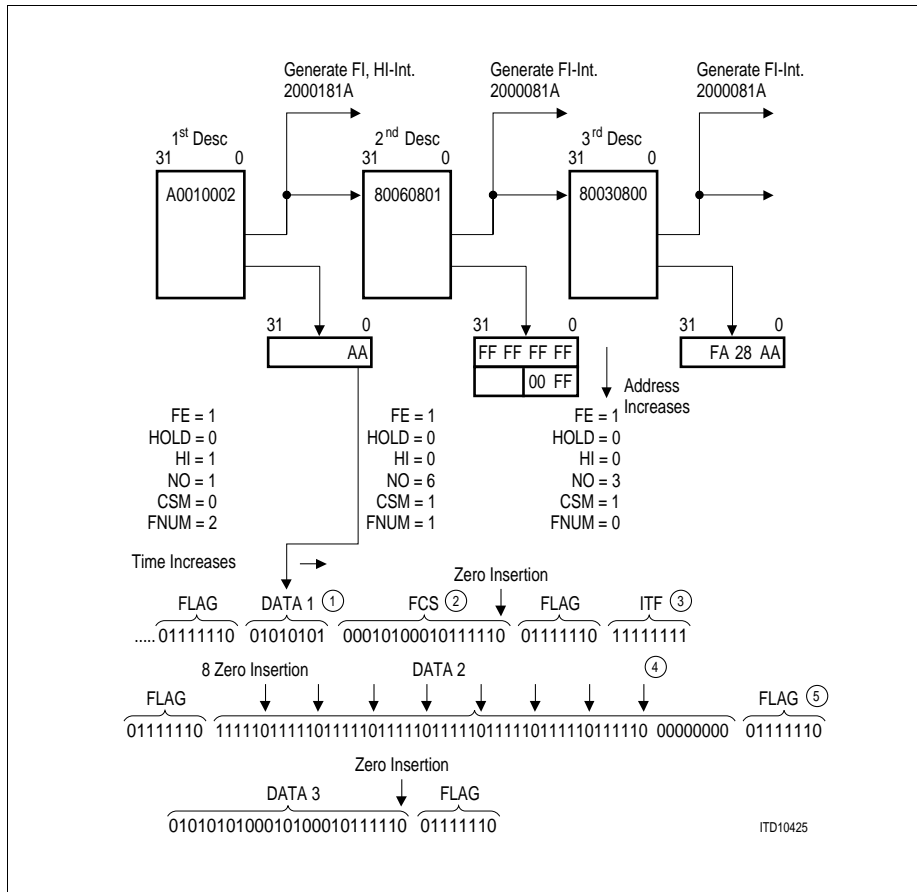 Generate FI, HI-Int.
2000181A
Generate FI-Int.
2000081A
Generate FI-Int.
2000081A
1st Desc
31 0
A0010002
2nd Desc
31 0
80060801
3rd Desc
31 0
80030800
31 0
AA
31 0
FF FF FF FF
00 FF
31 0
FA 28 AA
Address
Increases
FE = 1
HOLD = 0
HI = 1
NO = 1
CSM = 0
FNUM = 2
FE = 1
HOLD = 0
HI = 0
NO = 6
CSM = 1
FNUM = 1
FE = 1
HOLD = 0
HI = 0
NO = 3
CSM = 1
FNUM = 0
Time Increases
Zero Insertion
FLAG DATA 1 1 FCS 2 FLAG ITF 3
..... 01111110 01010101 00010100010111110 01111110 11111111
8 Zero Insertion DATA 2 4
FLAG FLAG 5
01111110 111110111110111110111110111110111110111110111110 00000000 01111110
Zero Insertion
DATA 3 FLAG
0101010100010100010111110 01111110
ITD10425